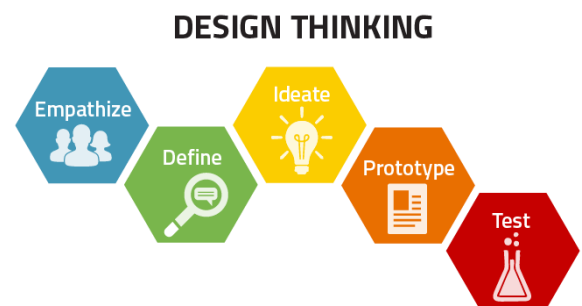 DESIGN THINKING
Empathize
Define
Ideate
Prototype
Test